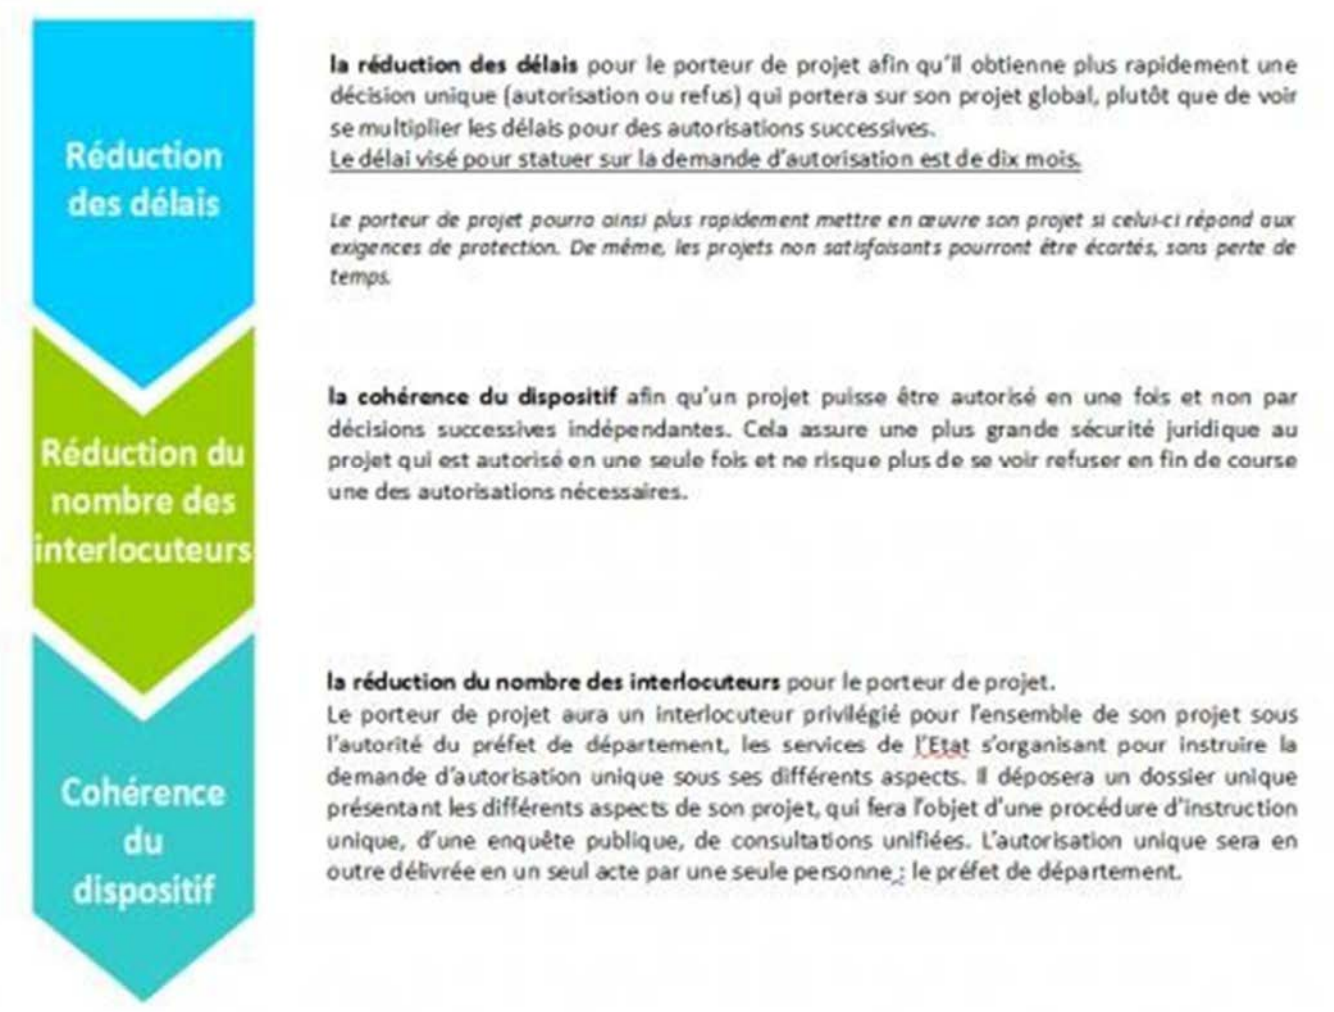 Réduction
des délais
la réduction des délais pour le porteur de projet afin qu'il obtienne plus rapidement une
décision unique (autorisation ou refus) qui portera sur son projet global, plutôt que de voir
se multiplier les délais pour des autorisations successives.
Le délai visé pour statuer sur la demande d'autorisation est de dix mois.
Le porteur de projet pourra ainsi plus rapidement mettre en œuvre son projet si celui-ci répond aux
exigences de protection. De même, les projets non satisfaisants pourront être écartés, sans perte de
temps.
Réduction du
nombre des
interlocuteurs
la cohérence du dispositif afin qu'un projet puisse être autorisé en une fois et non par
décisions successives indépendantes. Cela assure une plus grande sécurité juridique au
projet qui est autorisé en une seule fois et ne risque plus de se voir refuser en fin de course
une des autorisations nécessaires.
Cohérence
du
dispositif
la réduction du nombre des interlocuteurs pour le porteur de projet.
Le porteur de projet aura un interlocuteur privilégié pour l'ensemble de son projet sous
l'autorité du préfet de département, les services de l'Etat s'organisant pour instruire la
demande d'autorisation unique sous ses différents aspects. Il déposera un dossier unique
présentant les différents aspects de son projet, qui fera l'objet d'une procédure d'instruction
unique, d'une enquête publique, de consultations unifiées. L'autorisation unique sera en
outre délivrée en un seul acte par une seule personne : le préfet de département.